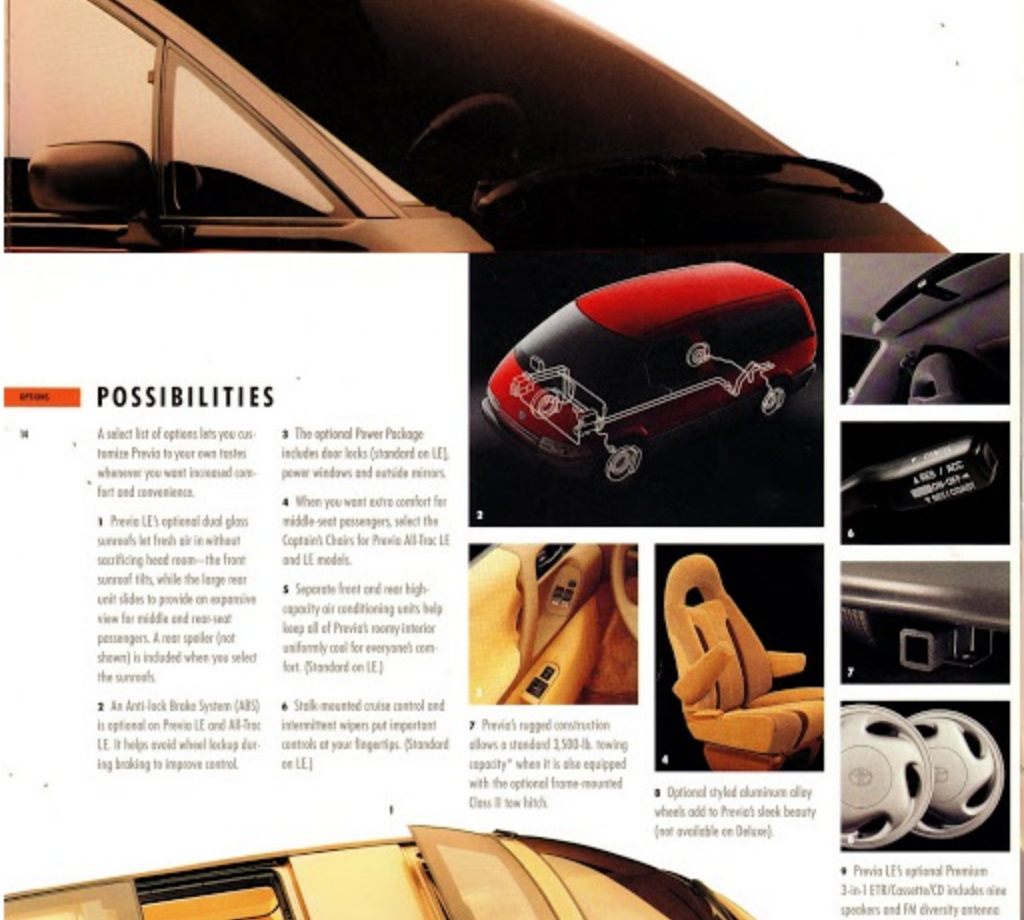 OPTIONS
POSSIBILITIES
14
A select list of options lets you cus-
tomize Previa to your own tastes
whenever you want increased com-
fort and convenience.
1 Previa LE's optional dual glass
sunroofs let fresh air in without
sacrificing head room—the front
sunroof tilts, while the large rear
unit slides to provide an expansive
view for middle and rear-seat
passengers. A rear spoiler (not
shown) is included when you select
the sunroofs.
2 An Anti-lock Brake System (ABS)
is optional on Previa LE and All-Trac
LE. It helps avoid wheel lockup dur-
ing braking to improve control.
3 The optional Power Package
includes door locks (standard on LE),
power windows and outside mirrors.
4 When you want extra comfort for
middle-seat passengers, select the
Captain's Chairs for Previa All-Trac LE
and LE models.
5 Separate front and rear high-
capacity air conditioning units help
keep all of Previa's roomy interior
uniformly cool for everyone's com-
fort. (Standard on LE.)
6 Stalk-mounted cruise control and
intermittent wipers put important
controls at your fingertips. (Standard
on LE.)
1
2
3
7 Previa's rugged construction
allows a standard 3,500-lb. towing
capacity* when it is also equipped
with the optional frame-mounted
Class II tow hitch.
4
8 Optional styled aluminum alloy
wheels add to Previa's sleek beauty
(not available on Deluxe).
5
▲ RES / ACC
ON-OFF
▼ SET/COAST
6
7
8
9 Previa LE'S optional Premium
3-in-1 ETR/Cassette/CD includes nine
speakers and FM diversity antenna